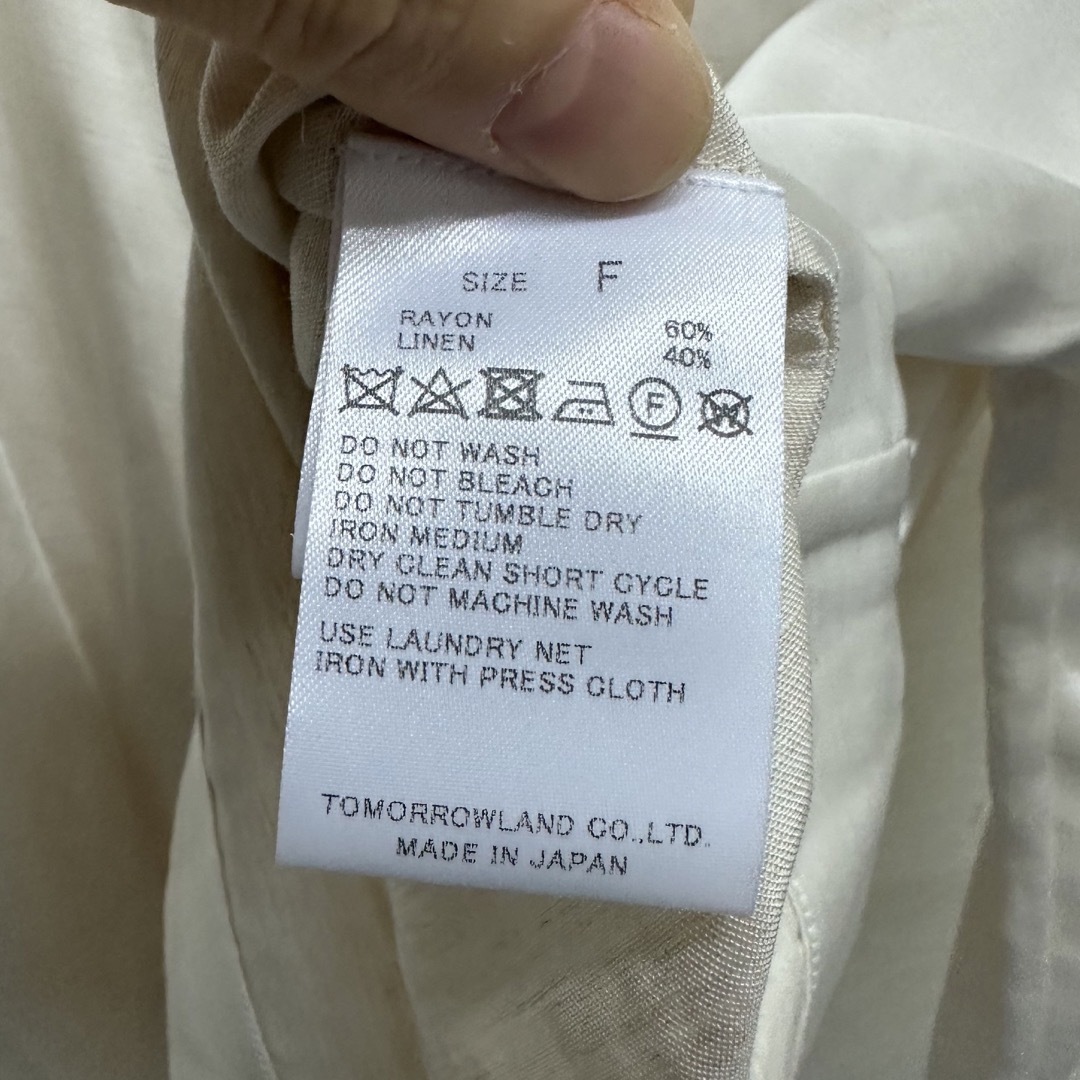 SIZE F
RAYON 60%
LINEN 40%
F W
DO NOT WASH
DO NOT BLEACH
DO NOT TUMBLE DRY
IRON MEDIUM
DRY CLEAN SHORT CYCLE
DO NOT MACHINE WASH
USE LAUNDRY NET
IRON WITH PRESS CLOTH
TOMORROWLAND CO.,LTD.
MADE IN JAPAN